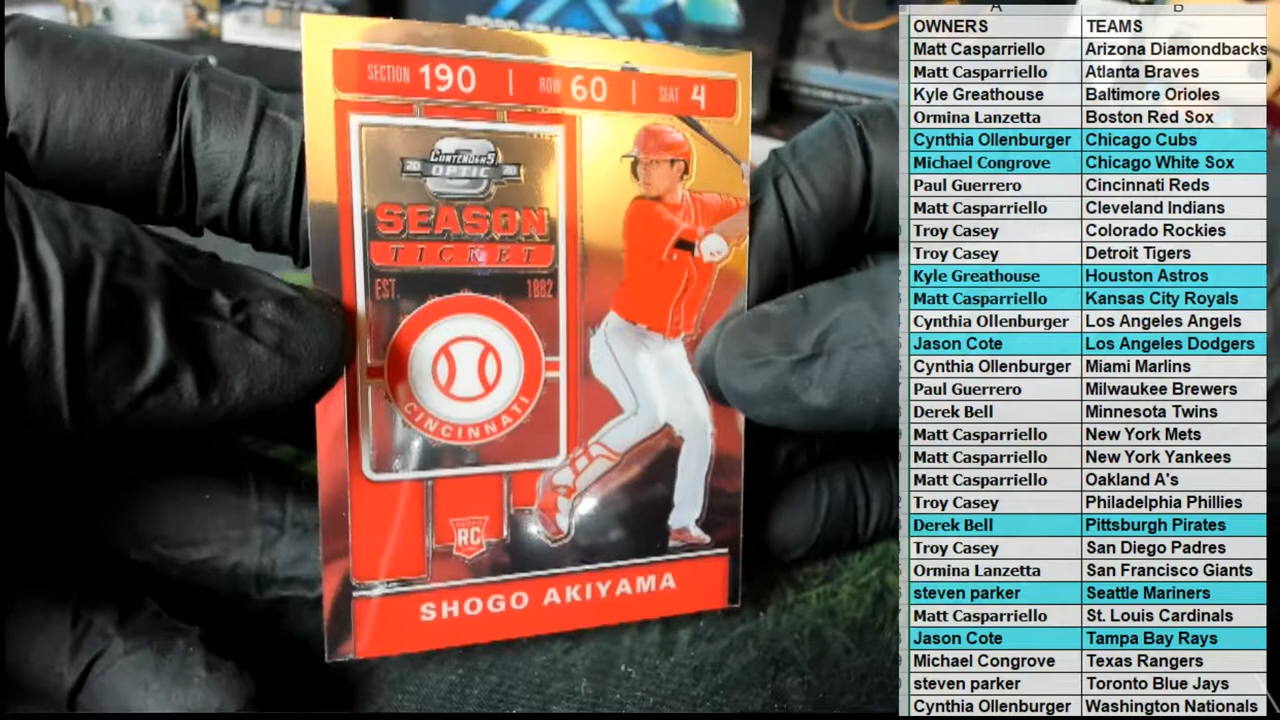 SECTION 190 | ROW 60 | SEAT 4
20 CONTENDERS 20
OPTIC
SEASON
TICKET
EST. 1882
CINCINNATI
RC
SHOGO AKIYAMA
A B
OWNERS TEAMS
Matt Casparriello Arizona Diamondbacks
Matt Casparriello Atlanta Braves
Kyle Greathouse Baltimore Orioles
Ormina Lanzetta Boston Red Sox
Cynthia Ollenburger Chicago Cubs
Michael Congrove Chicago White Sox
Paul Guerrero Cincinnati Reds
Matt Casparriello Cleveland Indians
Troy Casey Colorado Rockies
Troy Casey Detroit Tigers
Kyle Greathouse Houston Astros
Matt Casparriello Kansas City Royals
Cynthia Ollenburger Los Angeles Angels
Jason Cote Los Angeles Dodgers
Cynthia Ollenburger Miami Marlins
Paul Guerrero Milwaukee Brewers
Derek Bell Minnesota Twins
Matt Casparriello New York Mets
Matt Casparriello New York Yankees
Matt Casparriello Oakland A's
Troy Casey Philadelphia Phillies
Derek Bell Pittsburgh Pirates
Troy Casey San Diego Padres
Ormina Lanzetta San Francisco Giants
steven parker Seattle Mariners
Matt Casparriello St. Louis Cardinals
Jason Cote Tampa Bay Rays
Michael Congrove Texas Rangers
steven parker Toronto Blue Jays
Cynthia Ollenburger Washington Nationals